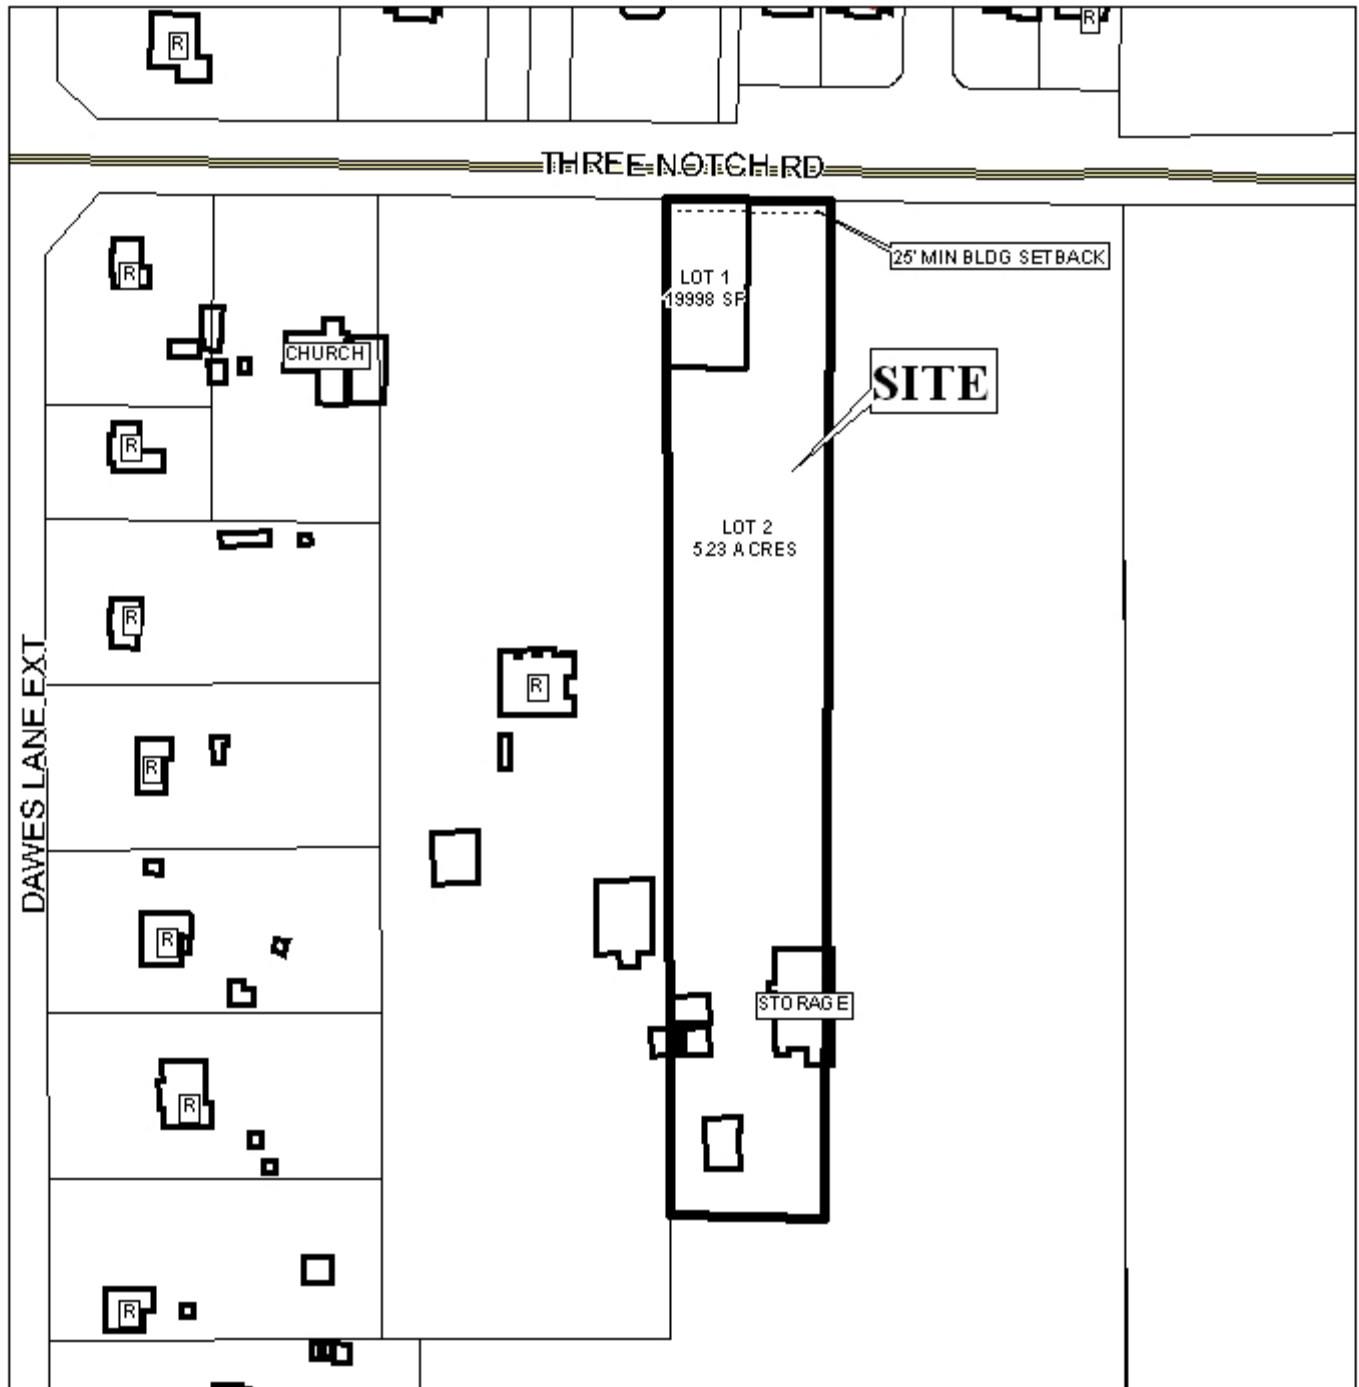 R
R
THREE NOTCH RD
25' MIN BLDG SETBACK
R
LOT 1
19998 SF
CHURCH
SITE
R
LOT 2
5.23 ACRES
R
DAWES LANE EXT
R
R
R
STORAGE
R
R